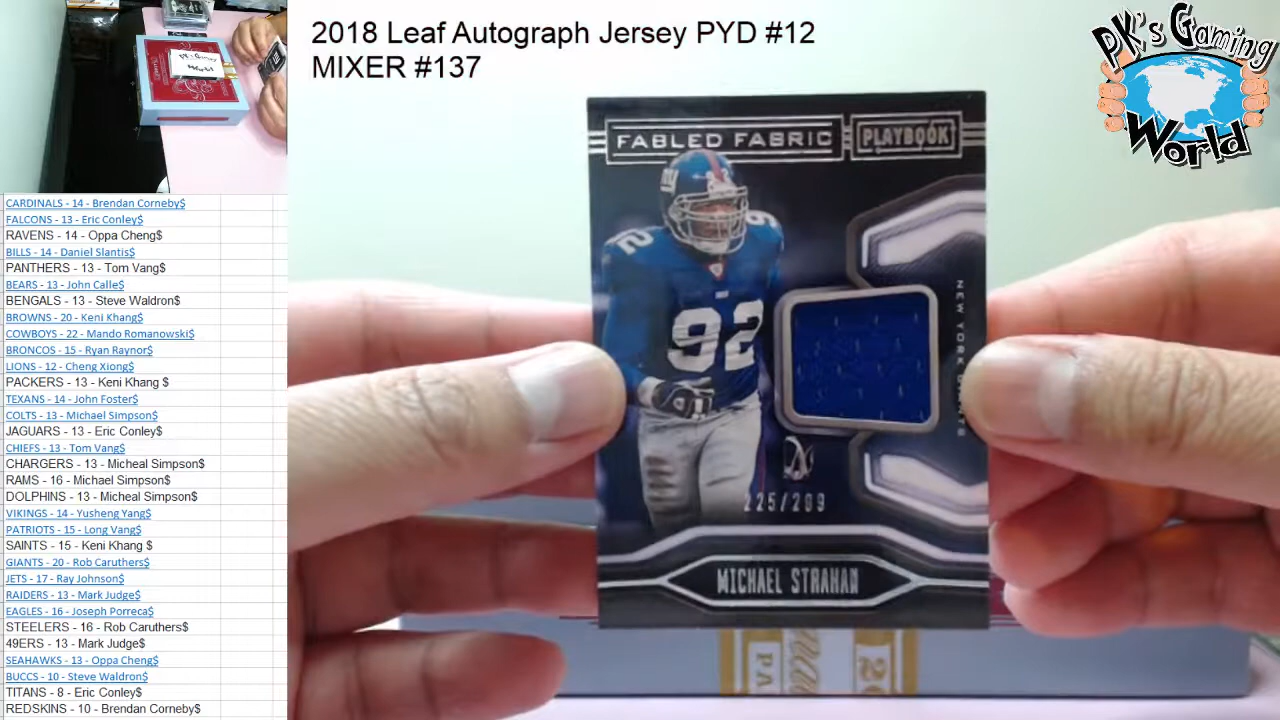 2018 Leaf Autograph Jersey PYD #12
MIXER #137
PK's Gaming
World
CARDINALS - 14 - Brendan Corneby$
FALCONS - 13 - Eric Conley$
RAVENS - 14 - Oppa Cheng$
BILLS - 14 - Daniel Slantis$
PANTHERS - 13 - Tom Vang$
BEARS - 13 - John Calle$
BENGALS - 13 - Steve Waldron$
BROWNS - 20 - Keni Khang$
COWBOYS - 22 - Mando Romanowski$
BRONCOS - 15 - Ryan Raynor$
LIONS - 12 - Cheng Xiong$
PACKERS - 13 - Keni Khang $
TEXANS - 14 - John Foster$
COLTS - 13 - Michael Simpson$
JAGUARS - 13 - Eric Conley$
CHIEFS - 13 - Tom Vang$
CHARGERS - 13 - Micheal Simpson$
RAMS - 16 - Michael Simpson$
DOLPHINS - 13 - Micheal Simpson$
VIKINGS - 14 - Yusheng Yang$
PATRIOTS - 15 - Long Vang$
SAINTS - 15 - Keni Khang $
GIANTS - 20 - Rob Caruthers$
JETS - 17 - Ray Johnson$
RAIDERS - 13 - Mark Judge$
EAGLES - 16 - Joseph Porreca$
STEELERS - 16 - Rob Caruthers$
49ERS - 13 - Mark Judge$
SEAHAWKS - 13 - Oppa Cheng$
BUCCS - 10 - Steve Waldron$
TITANS - 8 - Eric Conley$
REDSKINS - 10 - Brendan Corneby$
FABLED FABRIC PLAYBOOK
92
92
NEW YORK GIANTS
225/289
MICHAEL STRAHAN
PA